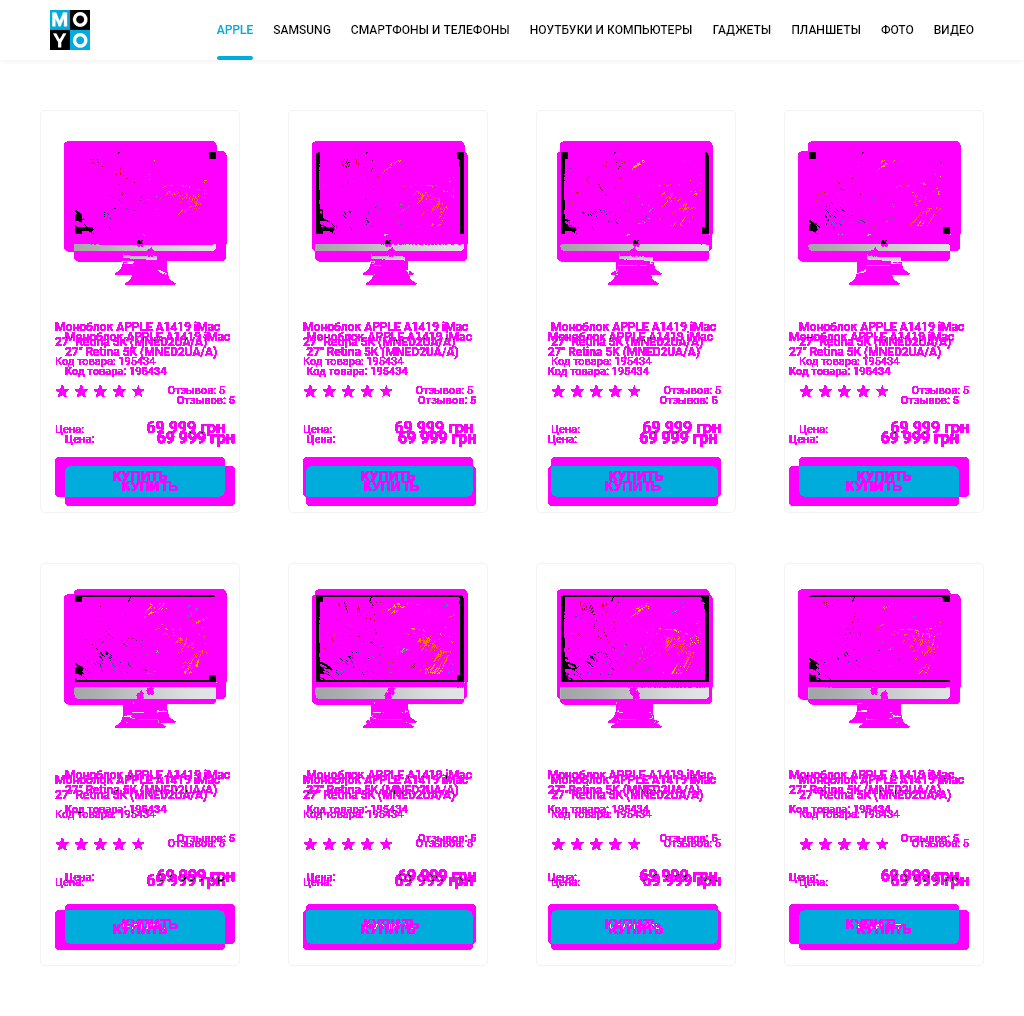 MOYO
APPLE SAMSUNG СМАРТФОНЫ И ТЕЛЕФОНЫ НОУТБУКИ И КОМПЬЮТЕРЫ ГАДЖЕТЫ ПЛАНШЕТЫ ФОТО ВИДЕО
Моноблок APPLE A1419 iMac
27" Retina 5K (MNED2UA/A)
Код товара: 195434
Отзывов: 5
Цена: 69 999 грн
КУПИТЬ
Моноблок APPLE A1419 iMac
27" Retina 5K (MNED2UA/A)
Код товара: 195434
Отзывов: 5
Цена: 69 999 грн
КУПИТЬ
Моноблок APPLE A1419 iMac
27" Retina 5K (MNED2UA/A)
Код товара: 195434
Отзывов: 5
Цена: 69 999 грн
КУПИТЬ
Моноблок APPLE A1419 iMac
27" Retina 5K (MNED2UA/A)
Код товара: 195434
Отзывов: 5
Цена: 69 999 грн
КУПИТЬ
Моноблок APPLE A1419 iMac
27" Retina 5K (MNED2UA/A)
Код товара: 195434
Отзывов: 5
Цена: 69 999 грн
КУПИТЬ
Моноблок APPLE A1419 iMac
27" Retina 5K (MNED2UA/A)
Код товара: 195434
Отзывов: 5
Цена: 69 999 грн
КУПИТЬ
Моноблок APPLE A1419 iMac
27" Retina 5K (MNED2UA/A)
Код товара: 195434
Отзывов: 5
Цена: 69 999 грн
КУПИТЬ
Моноблок APPLE A1419 iMac
27" Retina 5K (MNED2UA/A)
Код товара: 195434
Отзывов: 5
Цена: 69 999 грн
КУПИТЬ